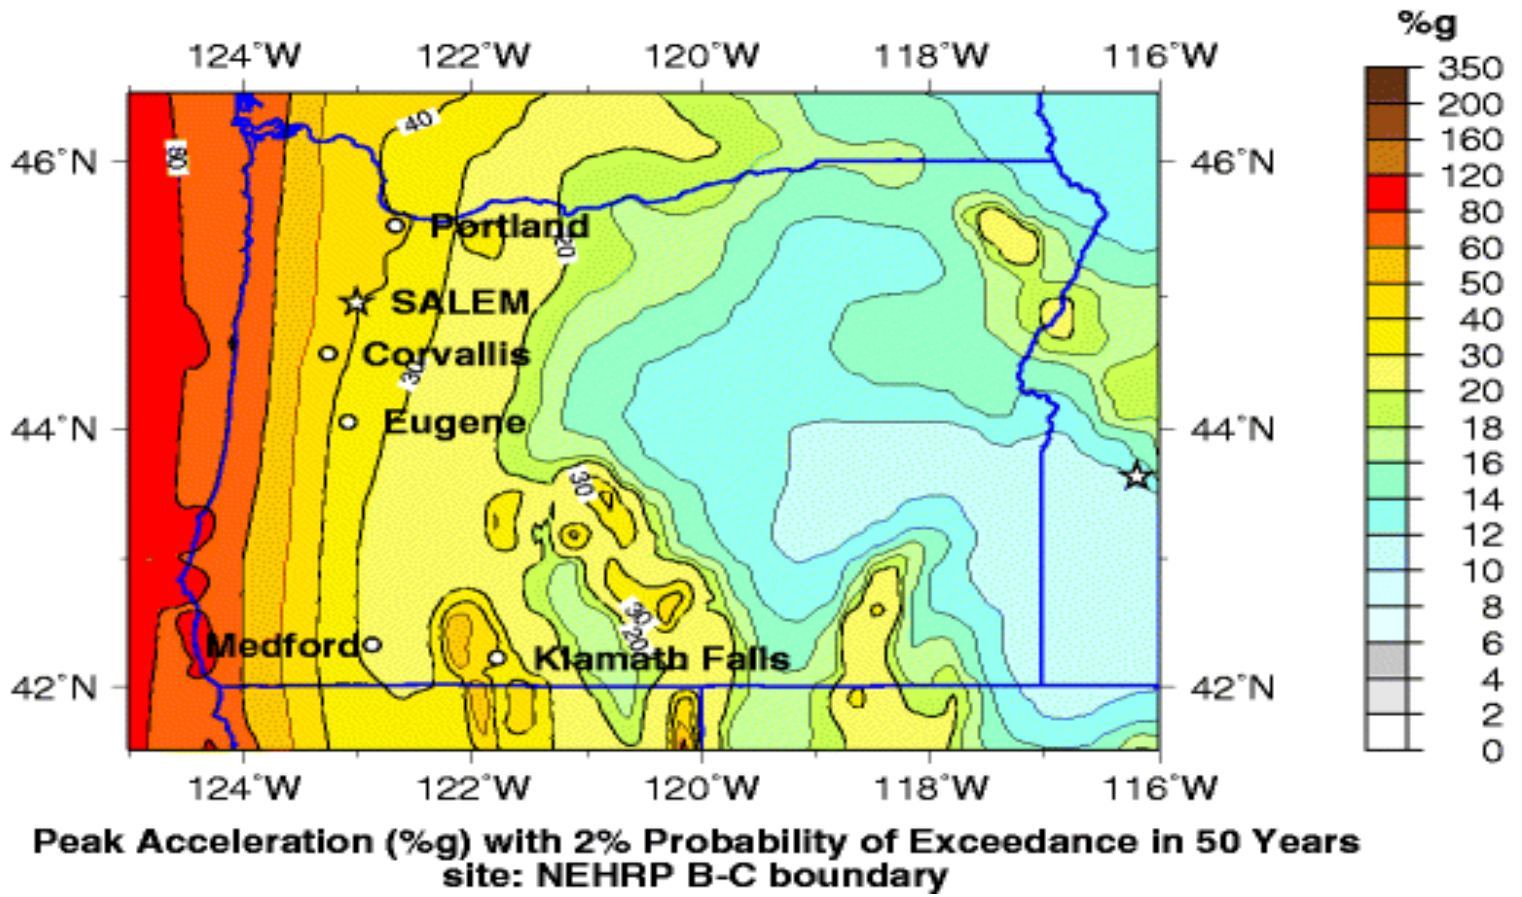 %g
124°W 122°W 120°W 118°W 116°W
350
200
160
120
80
60
50
40
30
20
18
16
14
12
10
8
6
4
2
0
46°N 80 40 46°N
Portland
20
SALEM
Corvallis
30
Eugene
44°N 44°N
30
30
20
Medford Klamath Falls
42°N 42°N
124°W 122°W 120°W 118°W 116°W
Peak Acceleration (%g) with 2% Probability of Exceedance in 50 Years
site: NEHRP B-C boundary